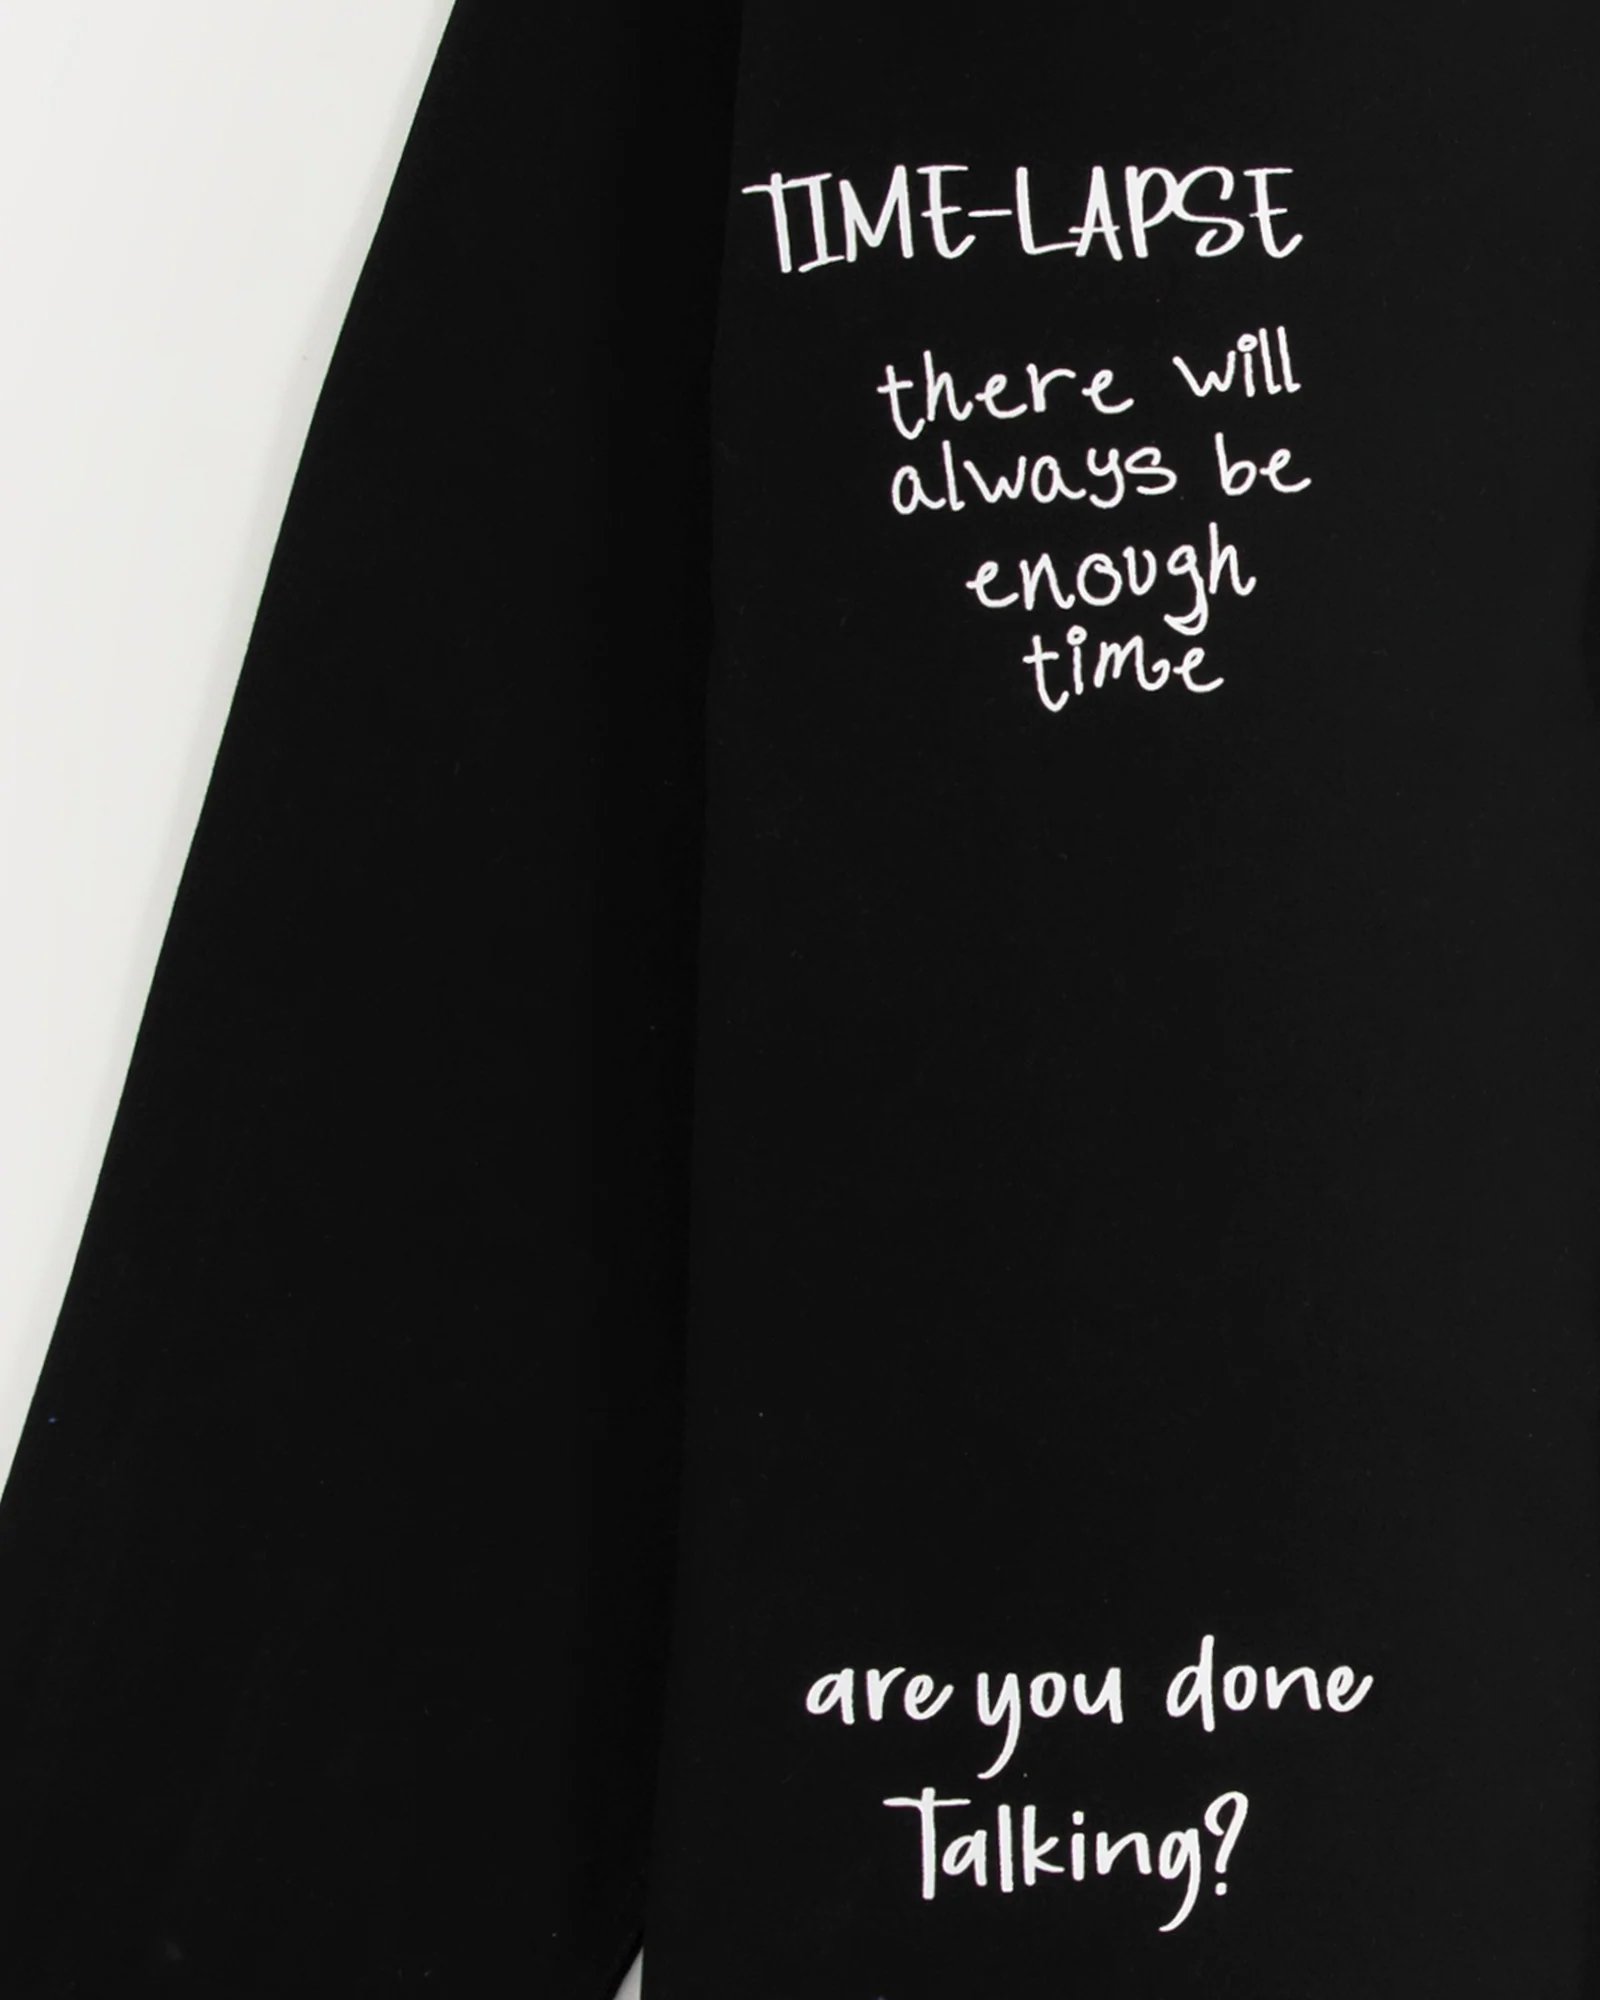 TIME-LAPSE
there will
always be
enough
time
are you done
Talking?